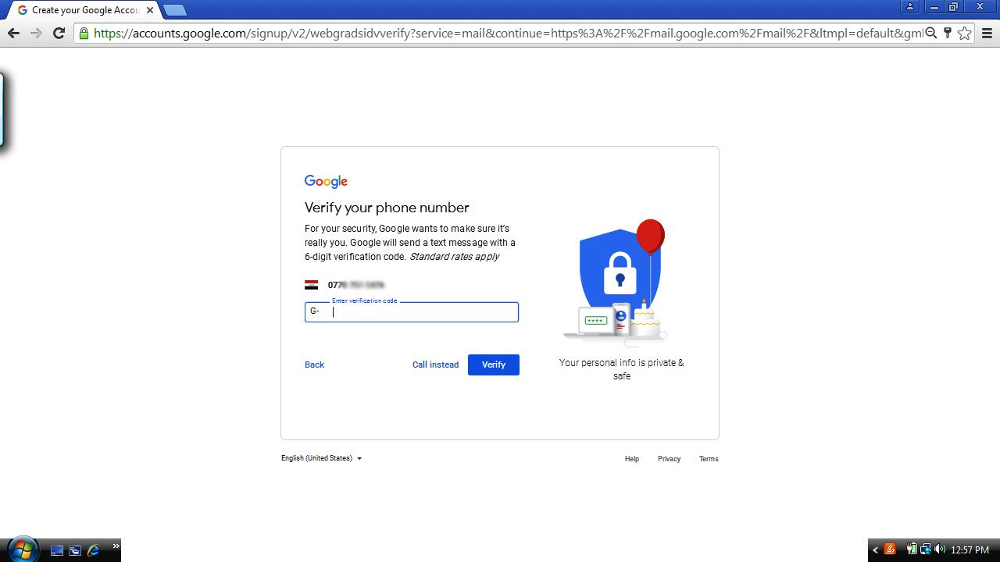 Create your Google Accou
https://accounts.google.com/signup/v2/webgradsidvverify?service=mail&continue=https%3A%2F%2Fmail.google.com%2Fmail%2F&ltmpl=default&gml
Google
Verify your phone number
For your security, Google wants to make sure it's
really you. Google will send a text message with a
6-digit verification code. Standard rates apply
077
Enter verification code
G-
Back
Call instead
Verify
****
Your personal info is private &
safe
English (United States)
Help
Privacy
Terms
12:57 PM